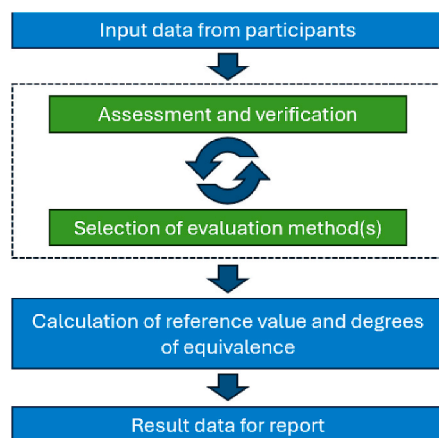 Input data from participants
Assessment and verification
Selection of evaluation method(s)
Calculation of reference value and degrees
of equivalence
Result data for report